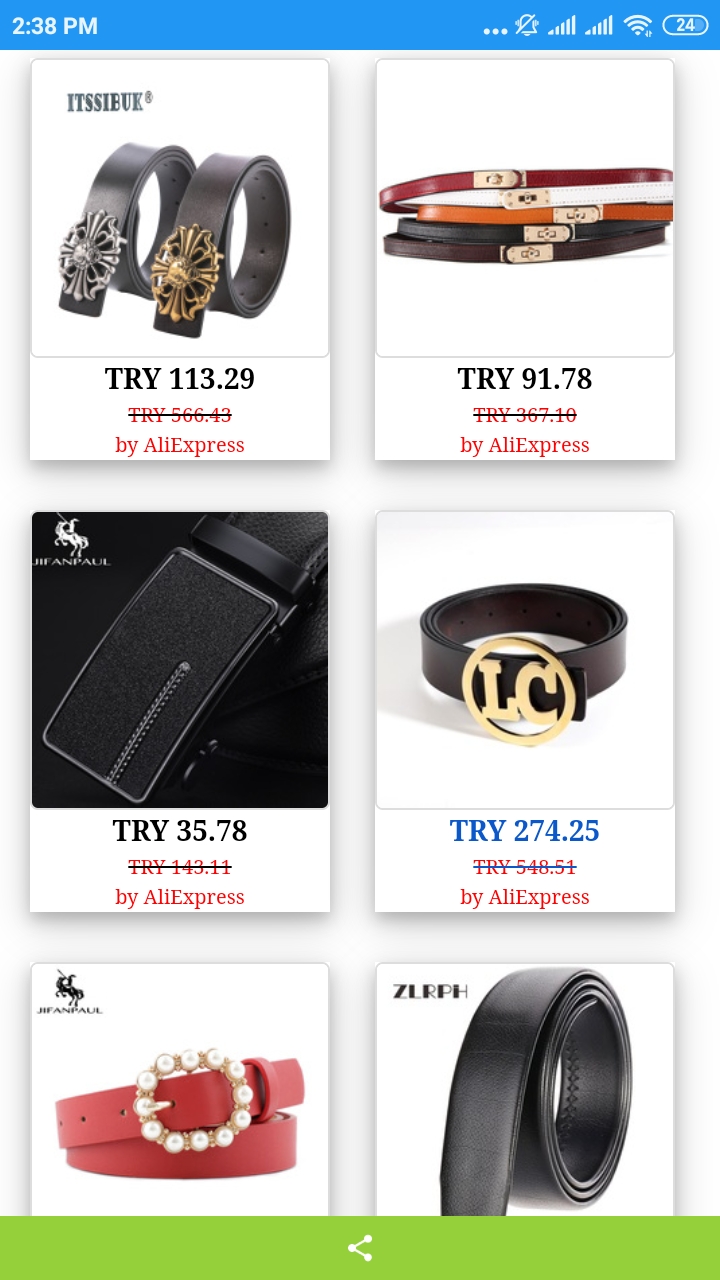 2:38 PM
24
ITSSIBUK®
TRY 113.29
TRY 566.43
by AliExpress
TRY 91.78
TRY 367.10
by AliExpress
JIFANPAUL
TRY 35.78
TRY 143.11
by AliExpress
LC
TRY 274.25
TRY 548.51
by AliExpress
JIFANPAUL
ZLRPH